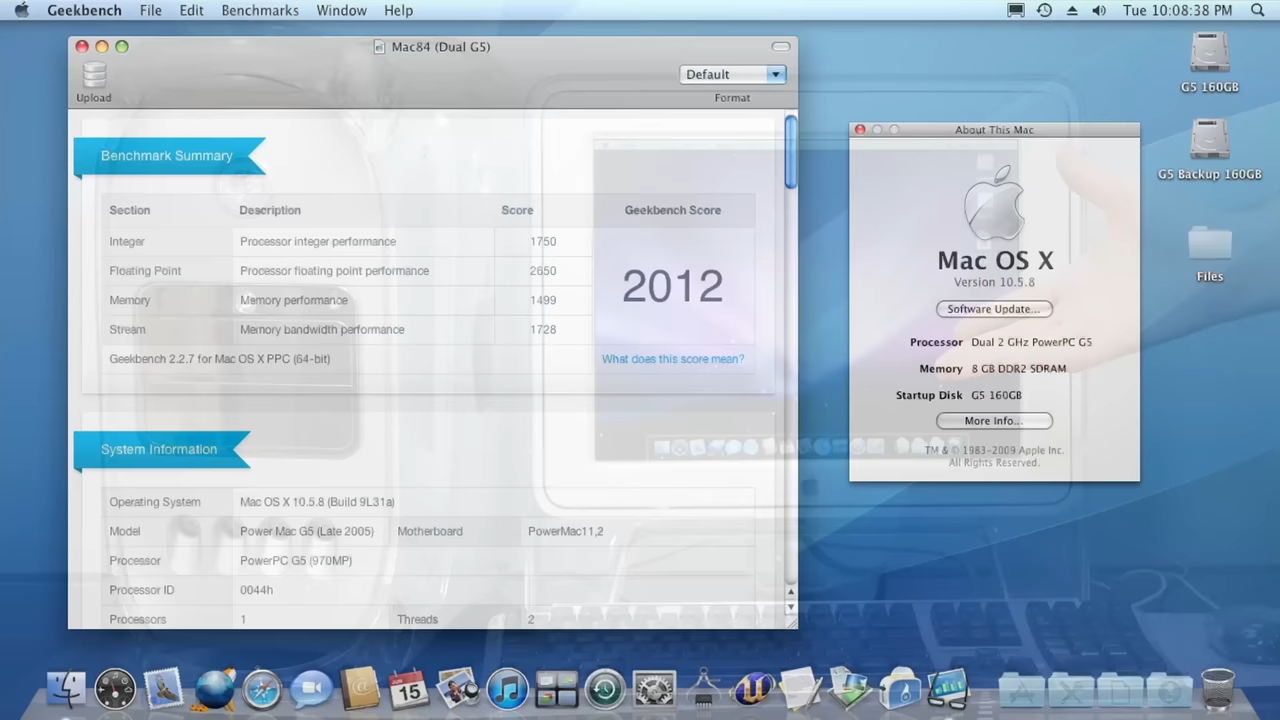 Geekbench File Edit Benchmarks Window Help Tue 10:08:38 PM
Mac84 (Dual G5)
Upload
Default
Format
Benchmark Summary
Section Description Score
Integer Processor integer performance 1750
Floating Point Processor floating point performance 2650
Memory Memory performance 1499
Stream Memory bandwidth performance 1728
Geekbench 2.2.7 for Mac OS X PPC (64-bit)
Geekbench Score
2012
What does this score mean?
System Information
Operating System Mac OS X 10.5.8 (Build 9L31a)
Model Power Mac G5 (Late 2005) Motherboard PowerMac11,2
Processor PowerPC G5 (970MP)
Processor ID 0044h
Processors 1 Threads 2
About This Mac
Mac OS X
Version 10.5.8
Software Update...
Processor Dual 2 GHz PowerPC G5
Memory 8 GB DDR2 SDRAM
Startup Disk G5 160GB
More Info...
TM & © 1983-2009 Apple Inc.
All Rights Reserved.
G5 160GB
G5 Backup 160GB
Files
JUN
15